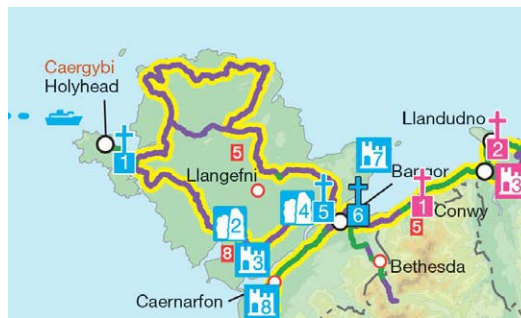 Caergybi
Holyhead
Llandudno
2
7
1
5
Bangor
3
Llangefni
5
6
1
4
2
Conwy
5
8
3
Bethesda
Caernarfon
8